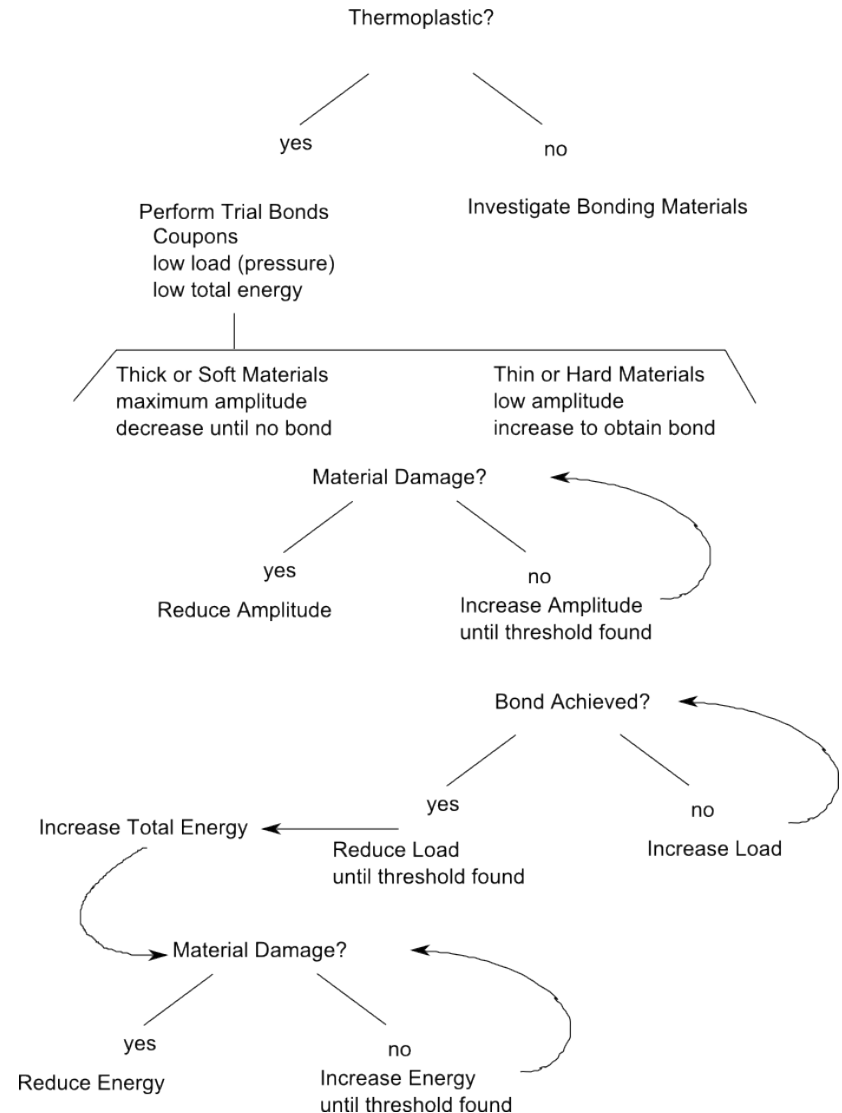 Thermoplastic?
yes
no
Perform Trial Bonds
Coupons
low load (pressure)
low total energy
Investigate Bonding Materials
Thick or Soft Materials
maximum amplitude
decrease until no bond
Thin or Hard Materials
low amplitude
increase to obtain bond
Material Damage?
yes
Reduce Amplitude
no
Increase Amplitude
until threshold found
Bond Achieved?
yes
Reduce Load
until threshold found
no
Increase Load
Increase Total Energy
Material Damage?
yes
Reduce Energy
no
Increase Energy
until threshold found